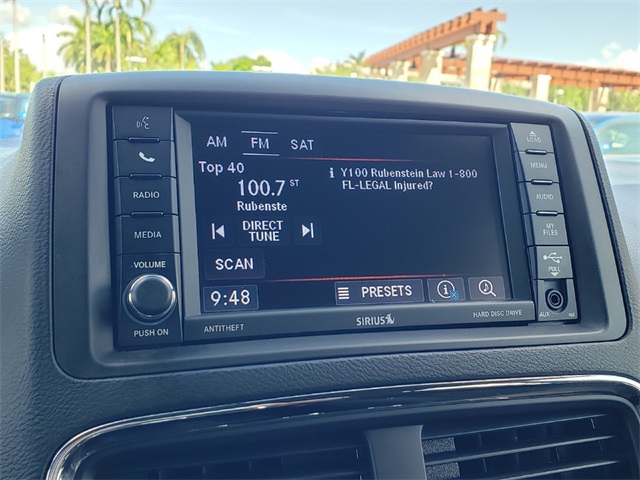 LOAD
MENU
AUDIO
MY
FILES
PULL
AUX
RADIO
MEDIA
VOLUME
PUSH ON
AM FM SAT
Top 40
100.7 ST
Rubenste
DIRECT
TUNE
SCAN
i Y100 Rubenstein Law 1-800
FL-LEGAL Injured?
9:48
PRESETS
i
ANTITHEFT
SIRIUS
HARD DISC DRIVE